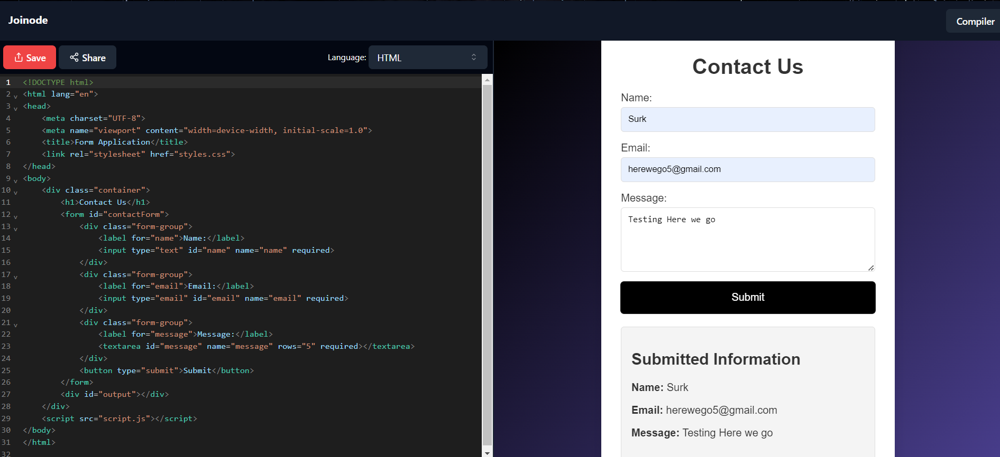 Joinode
Compiler
Save
Share
Language:
HTML
1 <!DOCTYPE html>
2 <html lang="en">
3 <head>
4 <meta charset="UTF-8">
5 <meta name="viewport" content="width=device-width, initial-scale=1.0">
6 <title>Form Application</title>
7 <link rel="stylesheet" href="styles.css">
8 </head>
9 <body>
10 <div class="container">
11 <h1>Contact Us</h1>
12 <form id="contactForm">
13 <div class="form-group">
14 <label for="name">Name:</label>
15 <input type="text" id="name" name="name" required>
16 </div>
17 <div class="form-group">
18 <label for="email">Email:</label>
19 <input type="email" id="email" name="email" required>
20 </div>
21 <div class="form-group">
22 <label for="message">Message:</label>
23 <textarea id="message" name="message" rows="5" required></textarea>
24 </div>
25 <button type="submit">Submit</button>
26 </form>
27 <div id="output"></div>
28 </div>
29 <script src="script.js"></script>
30 </body>
31 </html>
32
Contact Us
Name:
Surk
Email:
herewego5@gmail.com
Message:
Testing Here we go
Submit
Submitted Information
Name: Surk
Email: herewego5@gmail.com
Message: Testing Here we go